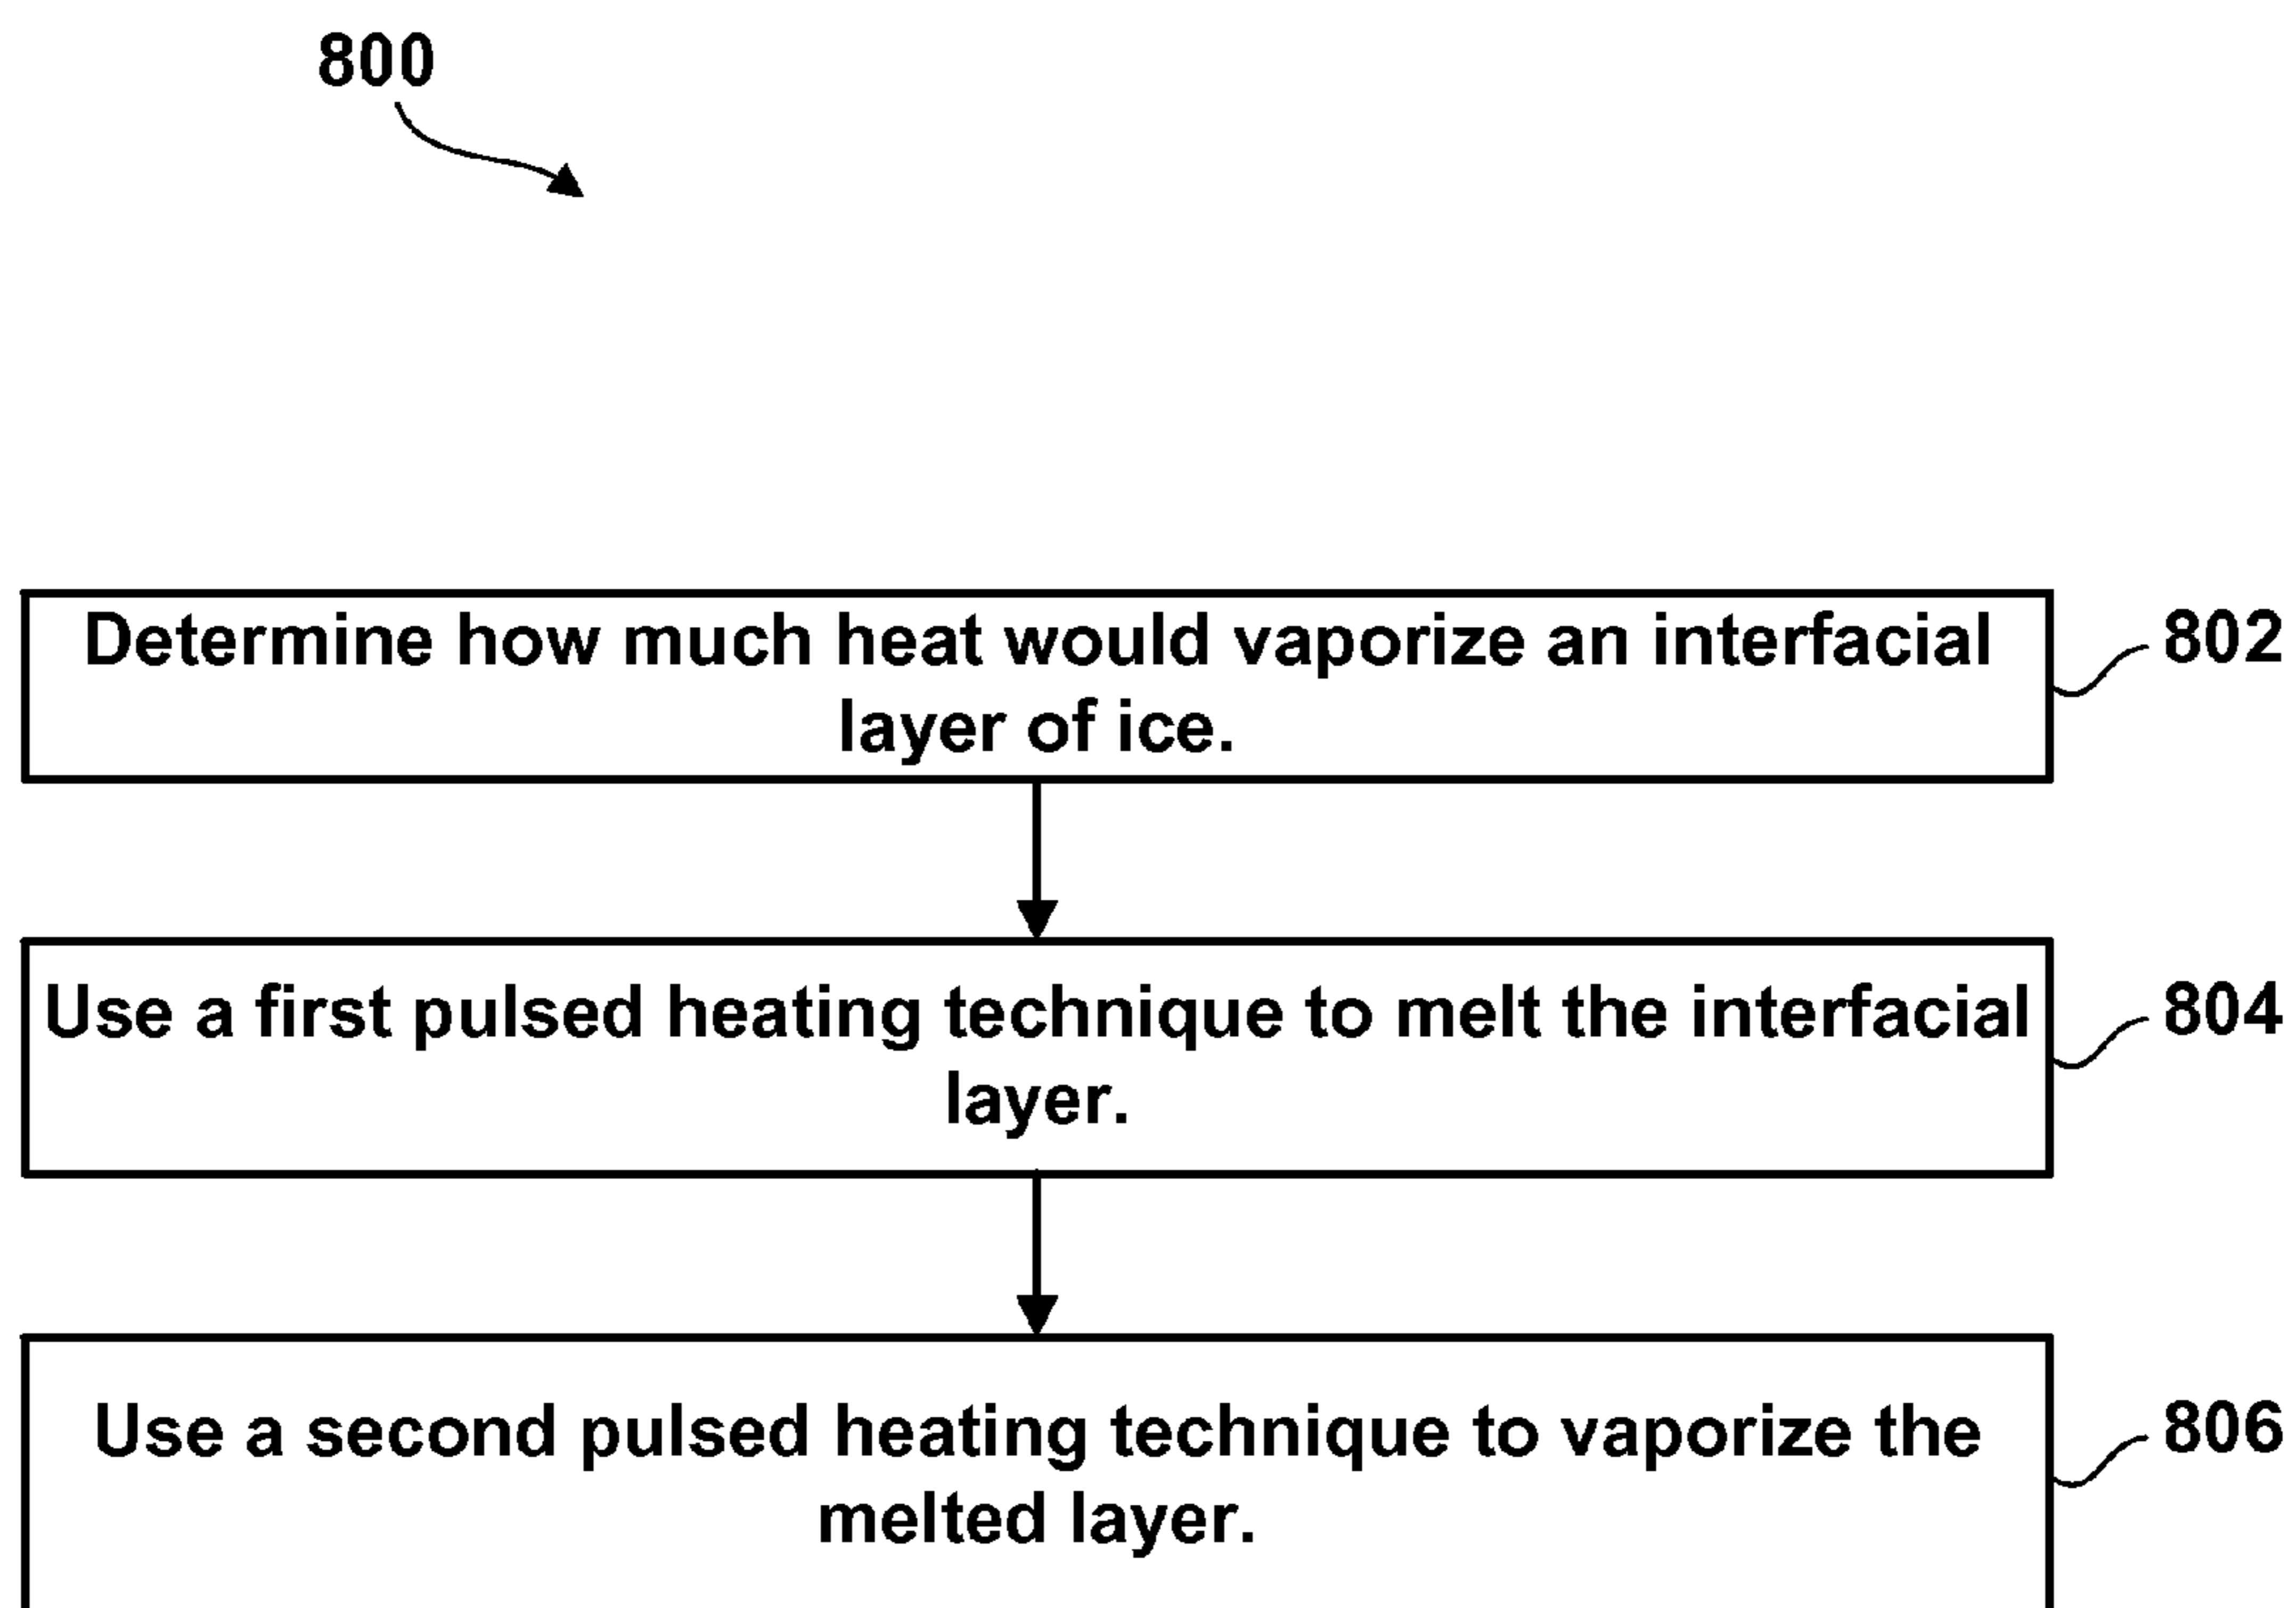 800
Determine how much heat would vaporize an interfacial
layer of ice.
802
Use a first pulsed heating technique to melt the interfacial
layer.
804
Use a second pulsed heating technique to vaporize the
melted layer.
806